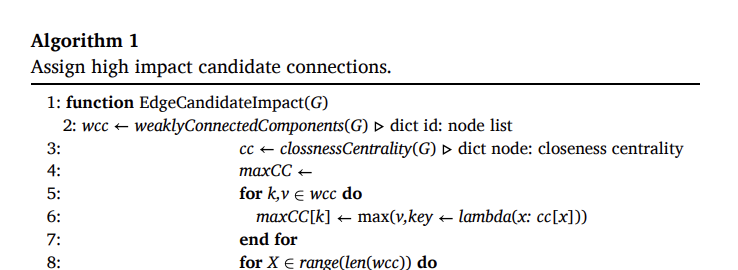 Algorithm 1
Assign high impact candidate connections.
1: function EdgeCandidateImpact(G)
2: wcc ← weaklyConnectedComponents(G) ▷ dict id: node list
3: cc ← clossnessCentrality(G) ▷ dict node: closeness centrality
4: maxCC ←
5: for k,v ∈ wcc do
6: maxCC[k] ← max(v,key ← lambda(x: cc[x]))
7: end for
8: for X ∈ range(len(wcc)) do